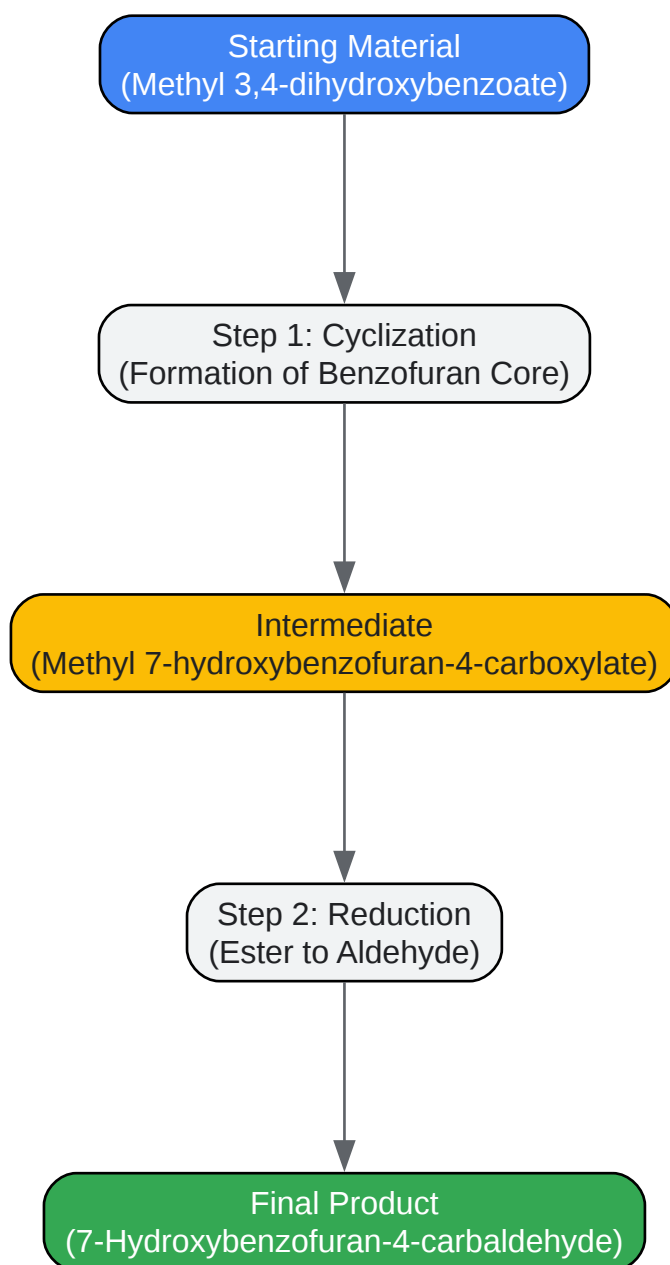 Starting Material
(Methyl 3,4-dihydroxybenzoate)
Step 1: Cyclization
(Formation of Benzofuran Core)
Intermediate
(Methyl 7-hydroxybenzofuran-4-carboxylate)
Step 2: Reduction
(Ester to Aldehyde)
Final Product
(7-Hydroxybenzofuran-4-carbaldehyde)